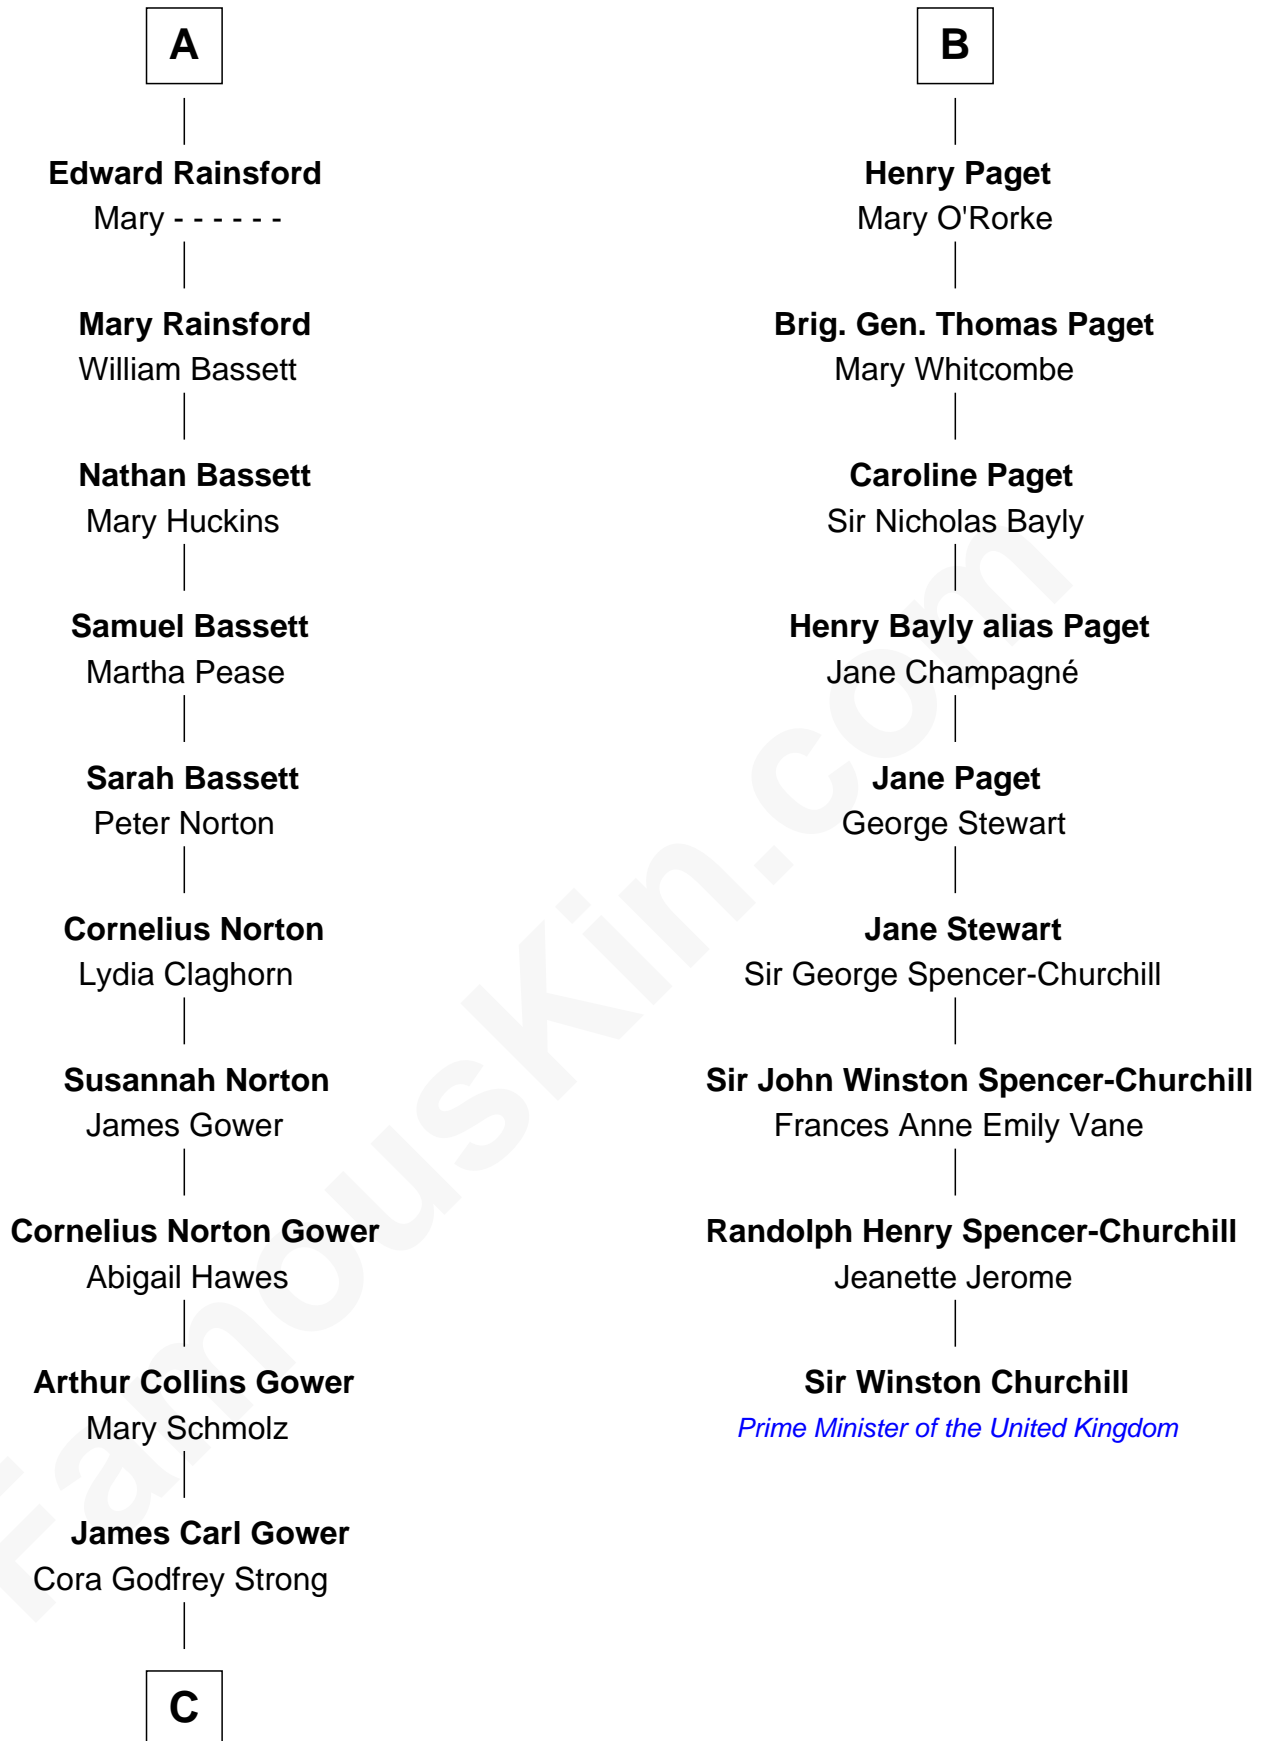 A
Edward Rainsford
Mary - - - - - -
Mary Rainsford
William Bassett
Nathan Bassett
Mary Huckins
Samuel Bassett
Martha Pease
Sarah Bassett
Peter Norton
Cornelius Norton
Lydia Claghorn
Susannah Norton
James Gower
Cornelius Norton Gower
Abigail Hawes
Arthur Collins Gower
Mary Schmolz
James Carl Gower
Cora Godfrey Strong
C
B
Henry Paget
Mary O'Rorke
Brig. Gen. Thomas Paget
Mary Whitcombe
Caroline Paget
Sir Nicholas Bayly
Henry Bayly alias Paget
Jane Champagné
Jane Paget
George Stewart
Jane Stewart
Sir George Spencer-Churchill
Sir John Winston Spencer-Churchill
Frances Anne Emily Vane
Randolph Henry Spencer-Churchill
Jeanette Jerome
Sir Winston Churchill
Prime Minister of the United Kingdom
FamousKin.com